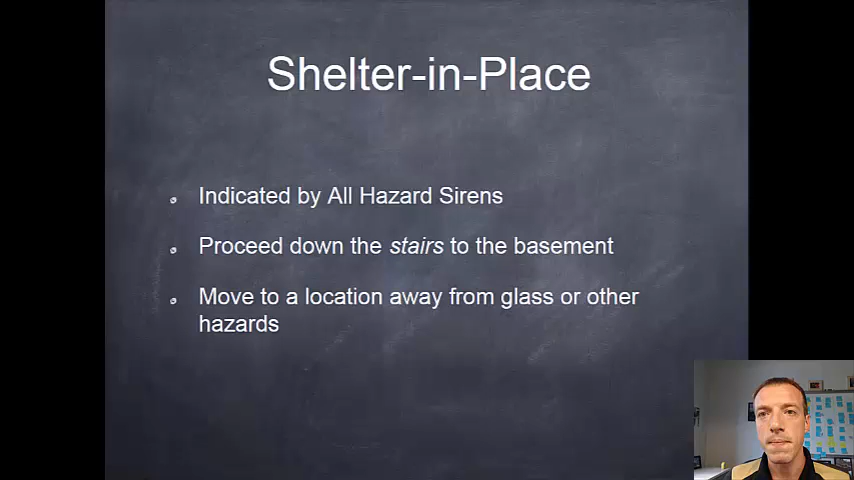 Shelter-in-Place
Indicated by All Hazard Sirens
Proceed down the stairs to the basement
Move to a location away from glass or other
hazards